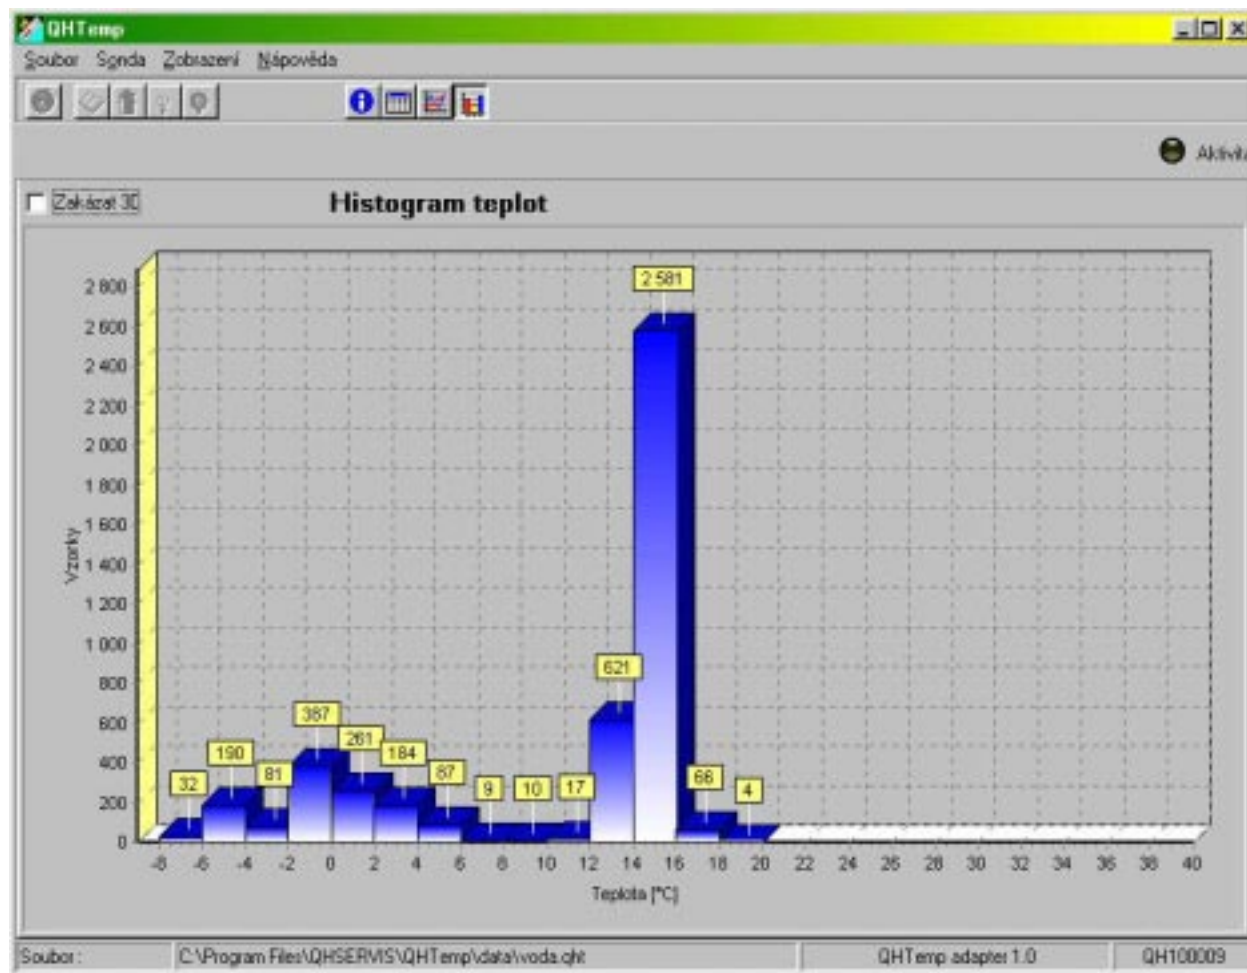 QHTemp
Soubor Sonda Zobrazení Nápověda
Aktivita
Zakázat 3D
Histogram teplot
2 800
2 600
2 400
2 200
2 000
1 800
1 600
1 400
1 200
1 000
800
600
400
200
0
Vzorky
32 190 81 387 261 184 87 9 10 17 621 2 581 66 4
-8 -6 -4 -2 0 2 4 6 8 10 12 14 16 18 20 22 24 26 28 30 32 34 36 38 40
Teplota [°C]
Soubor : C:\Program Files\QHSERVIS\QHTemp\data\voda.qht QHTemp adapter 1.0 QH100009